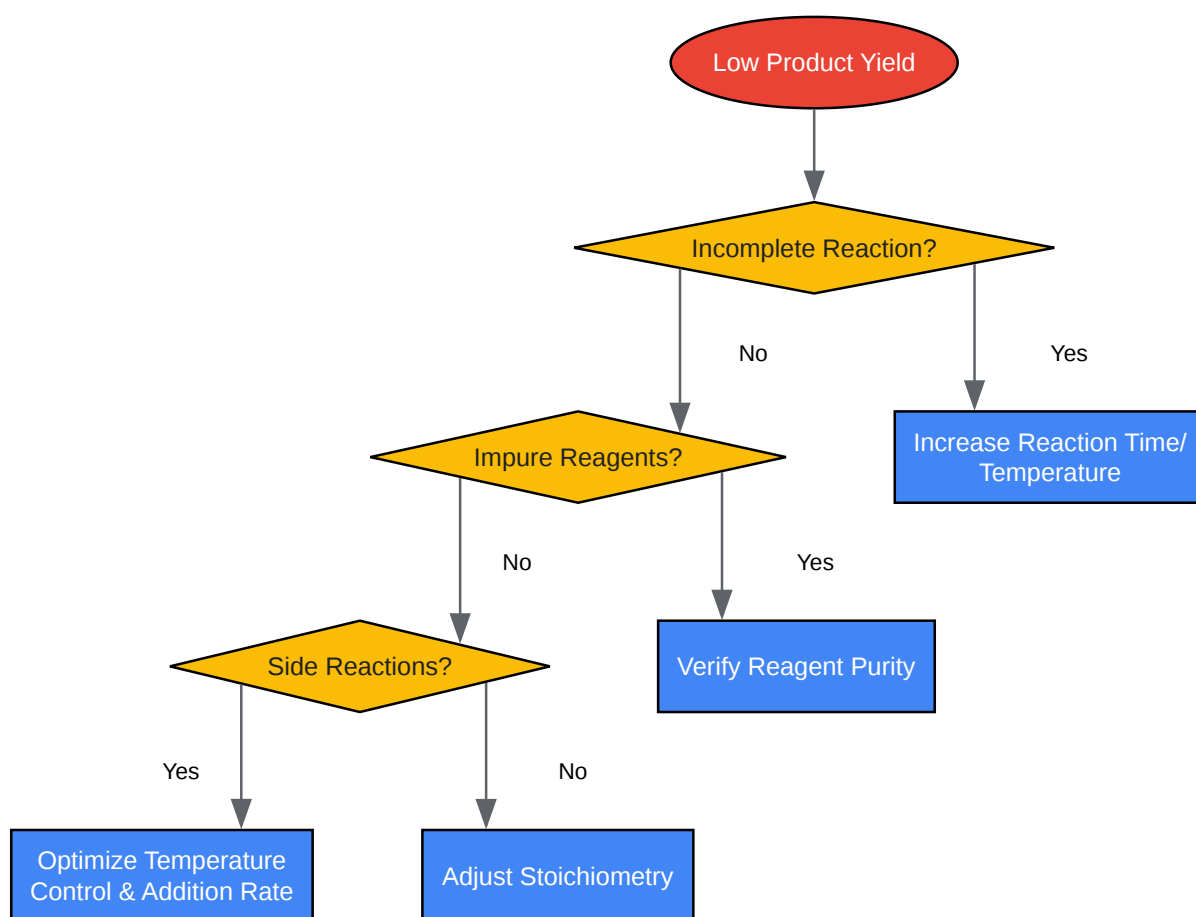 Low Product Yield
Incomplete Reaction?
No
Yes
Impure Reagents?
Increase Reaction Time/
Temperature
No
Yes
Side Reactions?
Verify Reagent Purity
Yes
No
Optimize Temperature
Control & Addition Rate
Adjust Stoichiometry